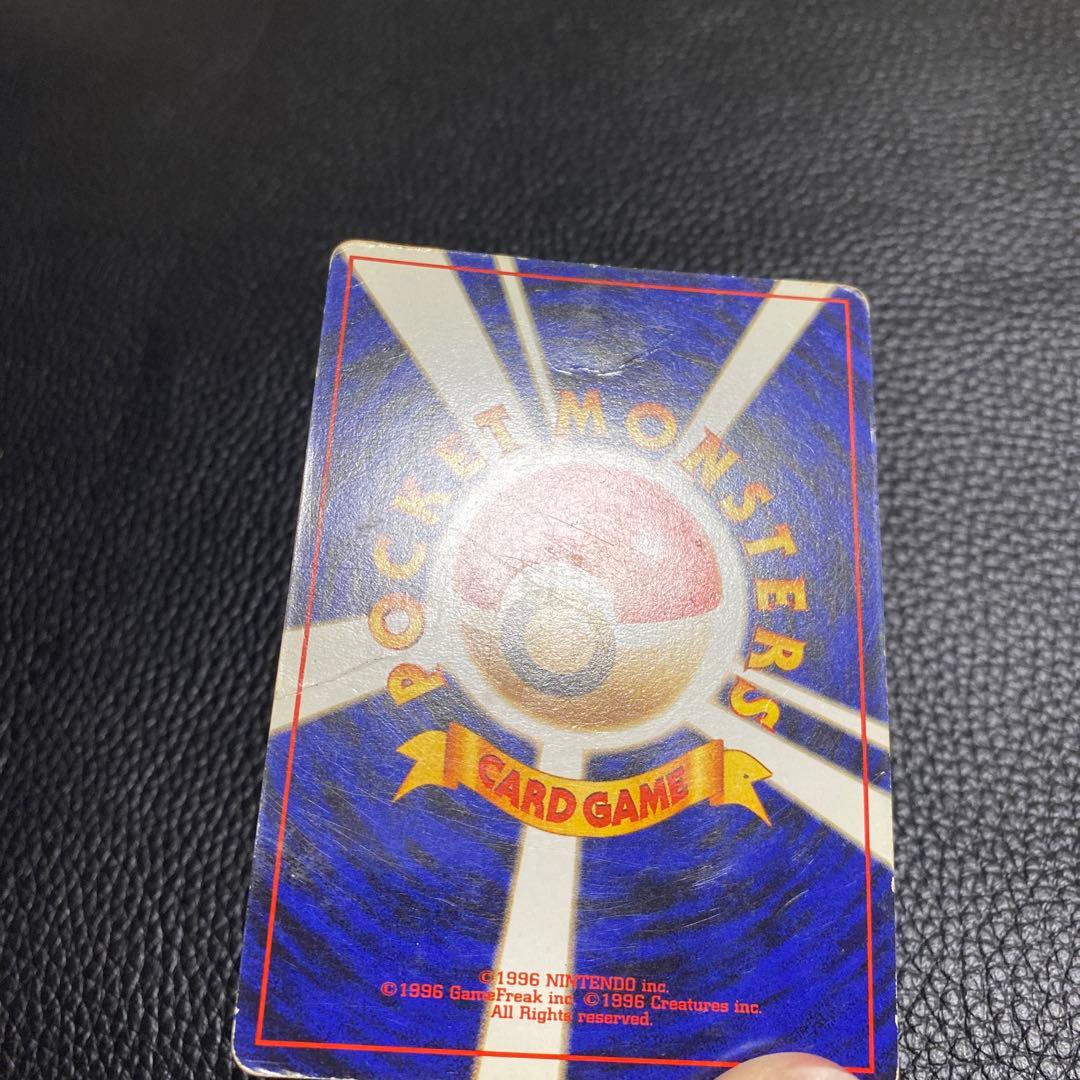 POCKET MONSTERS
CARD GAME
©1996 NINTENDO inc.
©1996 GameFreak inc. ©1996 Creatures inc.
All Rights reserved.